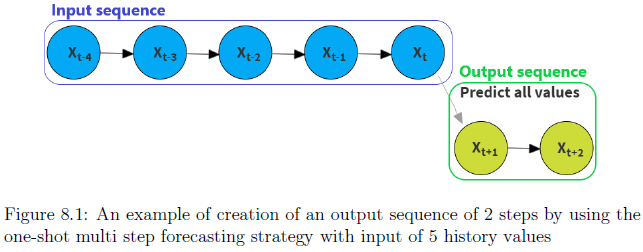 Input sequence
Xt-4 Xt-3 Xt-2 Xt-1 Xt
Output sequence
Predict all values
Xt+1 Xt+2
Figure 8.1: An example of creation of an output sequence of 2 steps by using the
one-shot multi step forecasting strategy with input of 5 history values